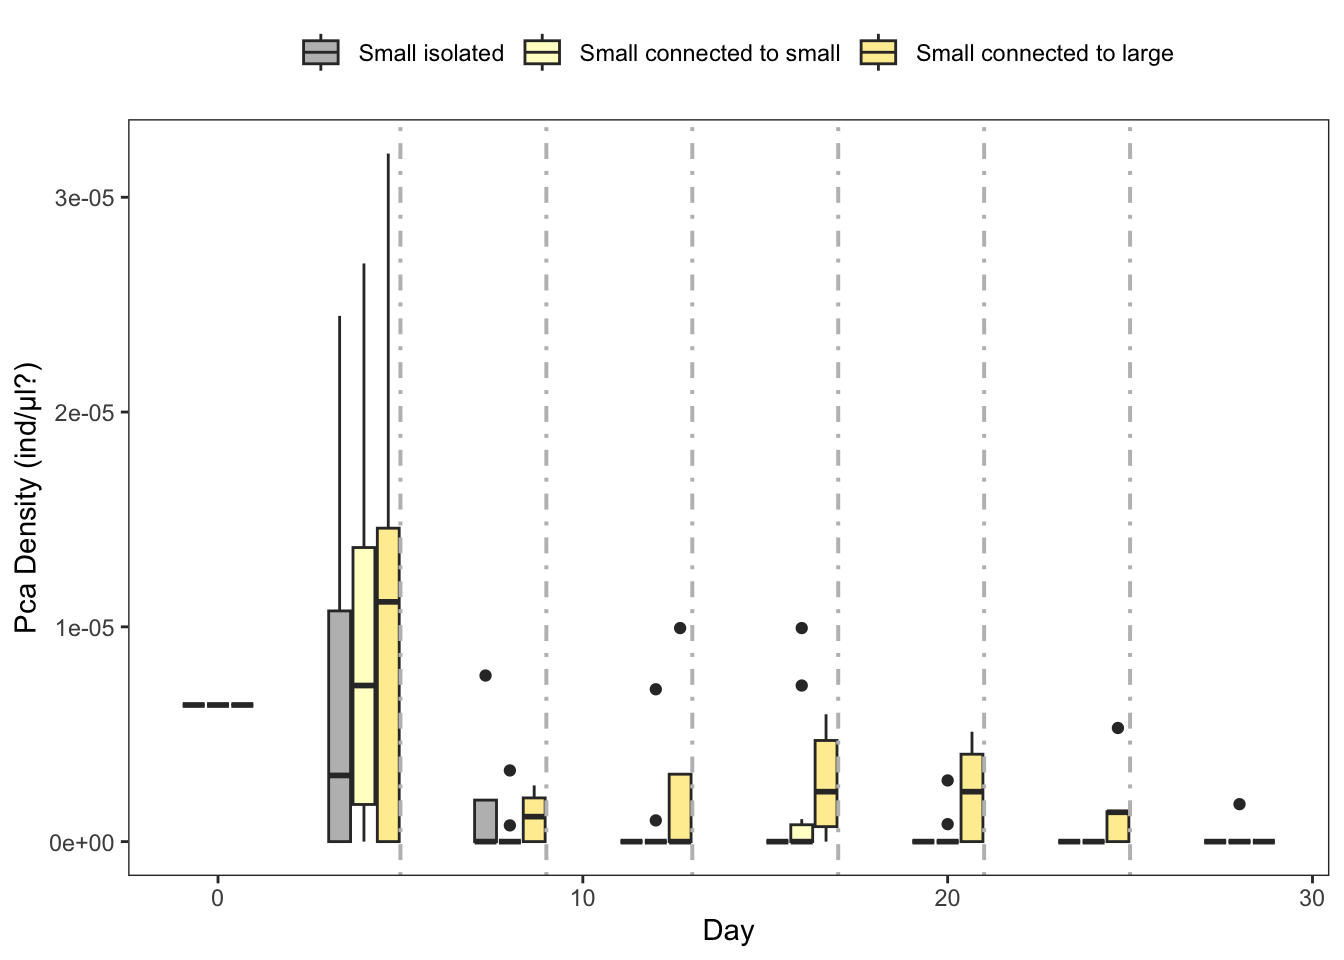 Small isolated Small connected to small Small connected to large
Pca Density (ind/µl?)
3e-05
2e-05
1e-05
0e+00
0 10 20 30
Day